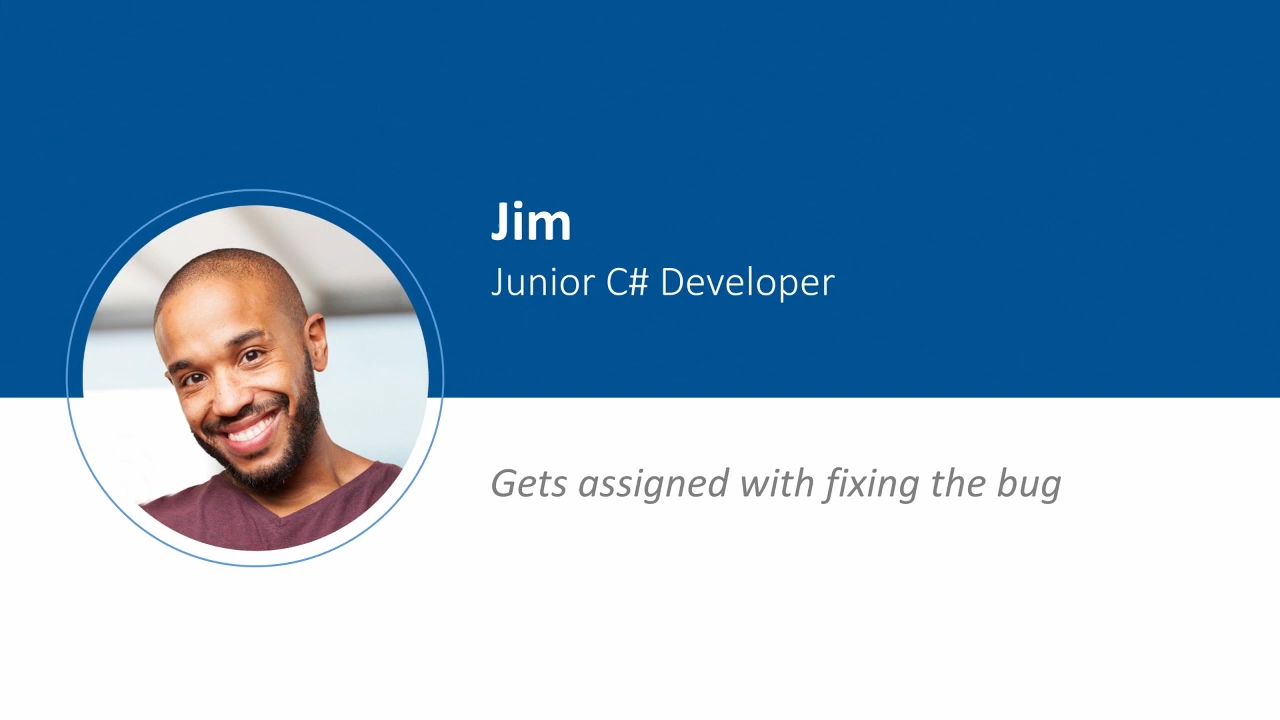 Jim
Junior C# Developer
Gets assigned with fixing the bug